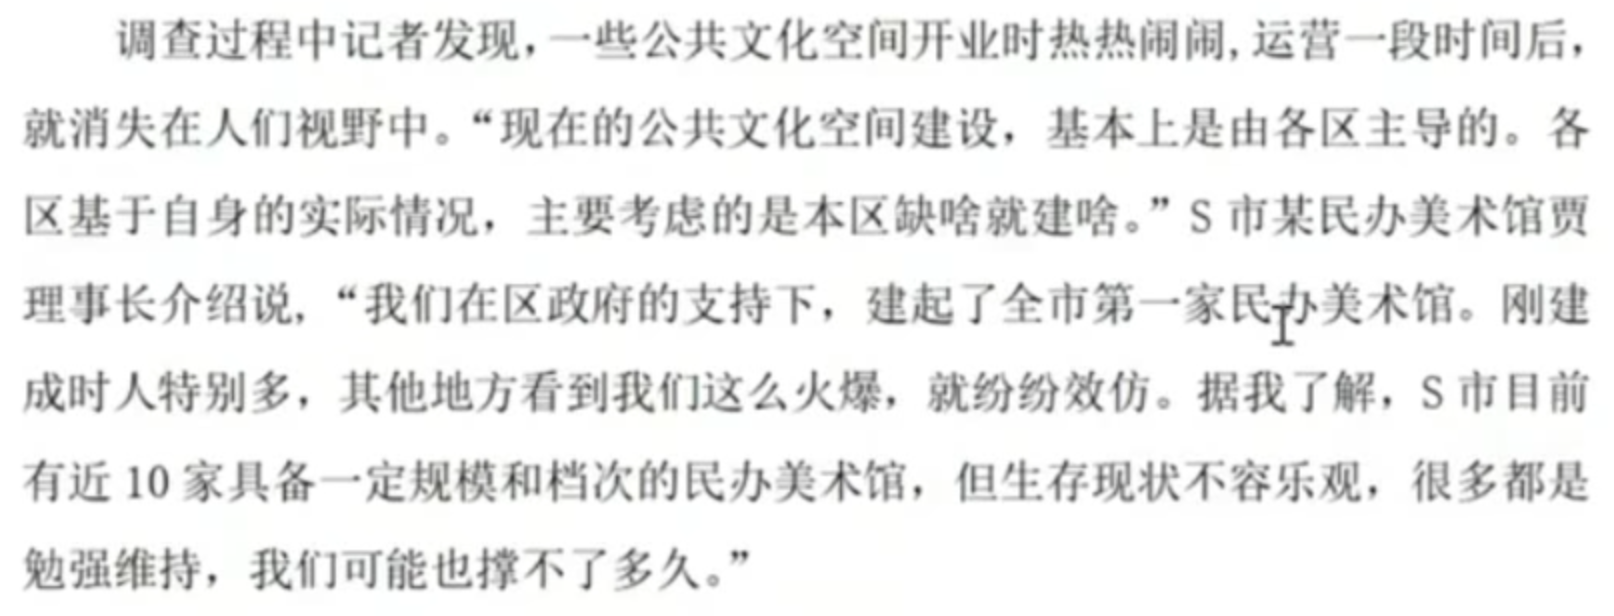 调查过程中记者发现，一些公共文化空间开业时热热闹闹，运营一段时间后，
就消失在人们视野中。“现在的公共文化空间建设，基本上是由各区主导的。各
区基于自身的实际情况，主要考虑的是本区缺啥就建啥。”S 市某民办美术馆贾
理事长介绍说，“我们在区政府的支持下，建起了全市第一家民办美术馆。刚建
成时人特别多，其他地方看到我们这么火爆，就纷纷效仿。据我了解，S 市目前
有近 10 家具备一定规模和档次的民办美术馆，但生存现状不容乐观，很多都是
勉强维持，我们可能也撑不了多久。”